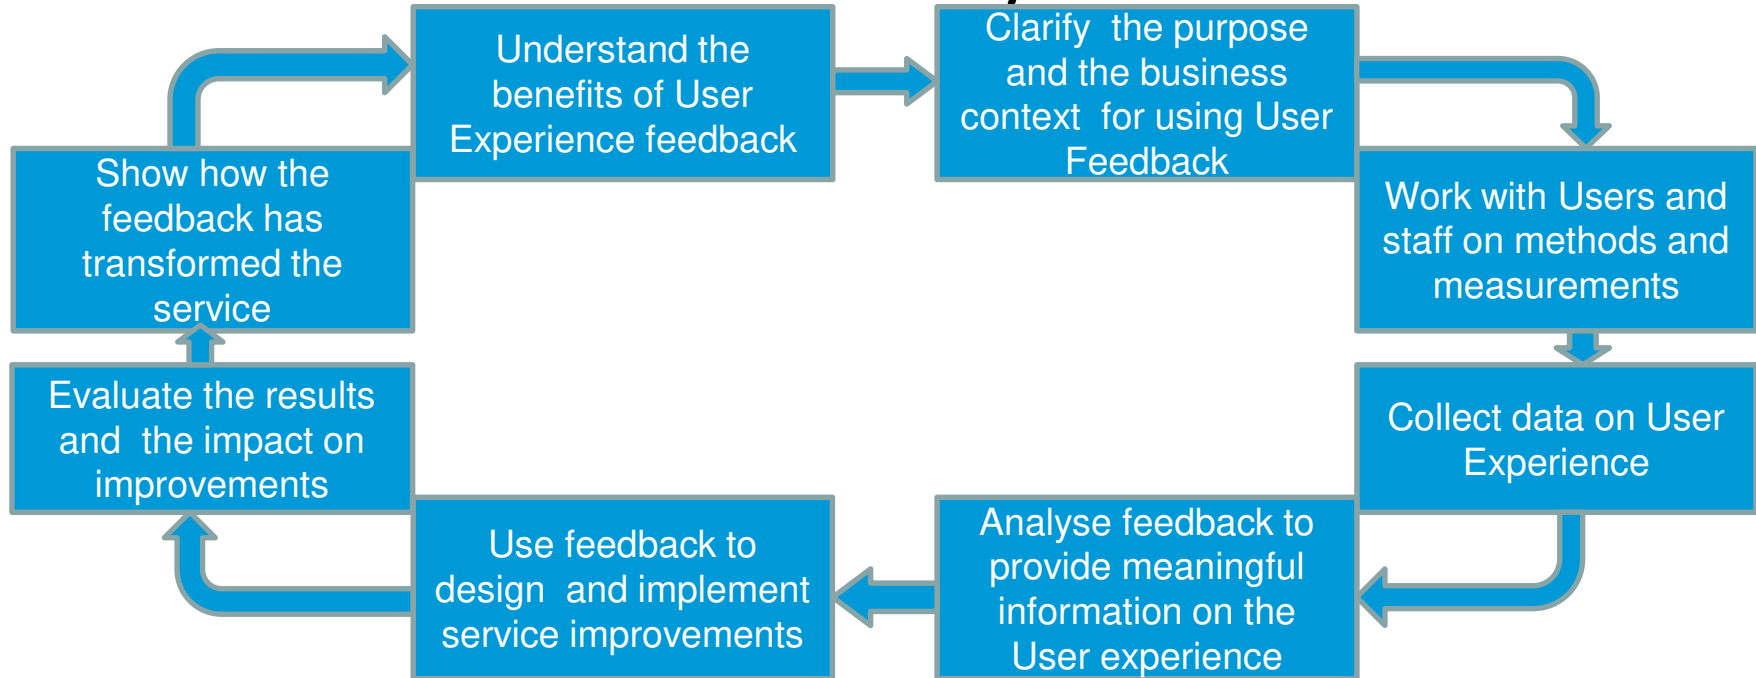 Understand the
benefits of User
Experience feedback
Clarify  the purpose
and the business
context  for using User
Feedback
Work with Users and
staff on methods and
measurements
Collect data on User
Experience
Analyse feedback to
provide meaningful
information on the
User experience
Use feedback to
design  and implement
service improvements
Evaluate the results
and  the impact on
improvements
Show how the
feedback has
transformed the
service